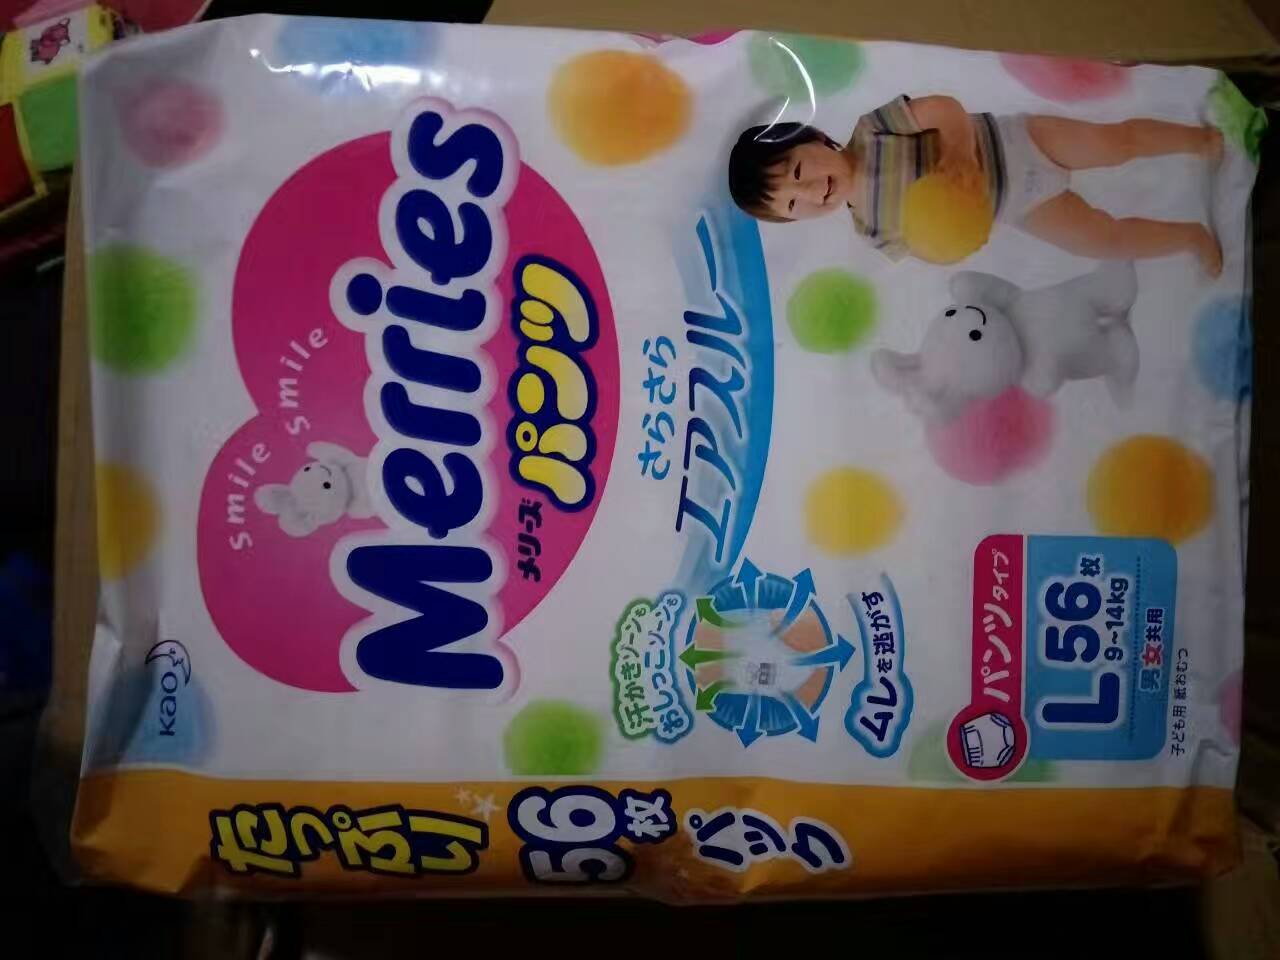 Kao
smile smile
Merries
メリーズ パンツ
さらさら
エアスルー
汗かきゾーンも
おしっこゾーンも
ムレを逃がす
パンツタイプ
L 56枚
9~14kg
男女共用
子ども用 紙おむつ
たっぷり
56枚
パック